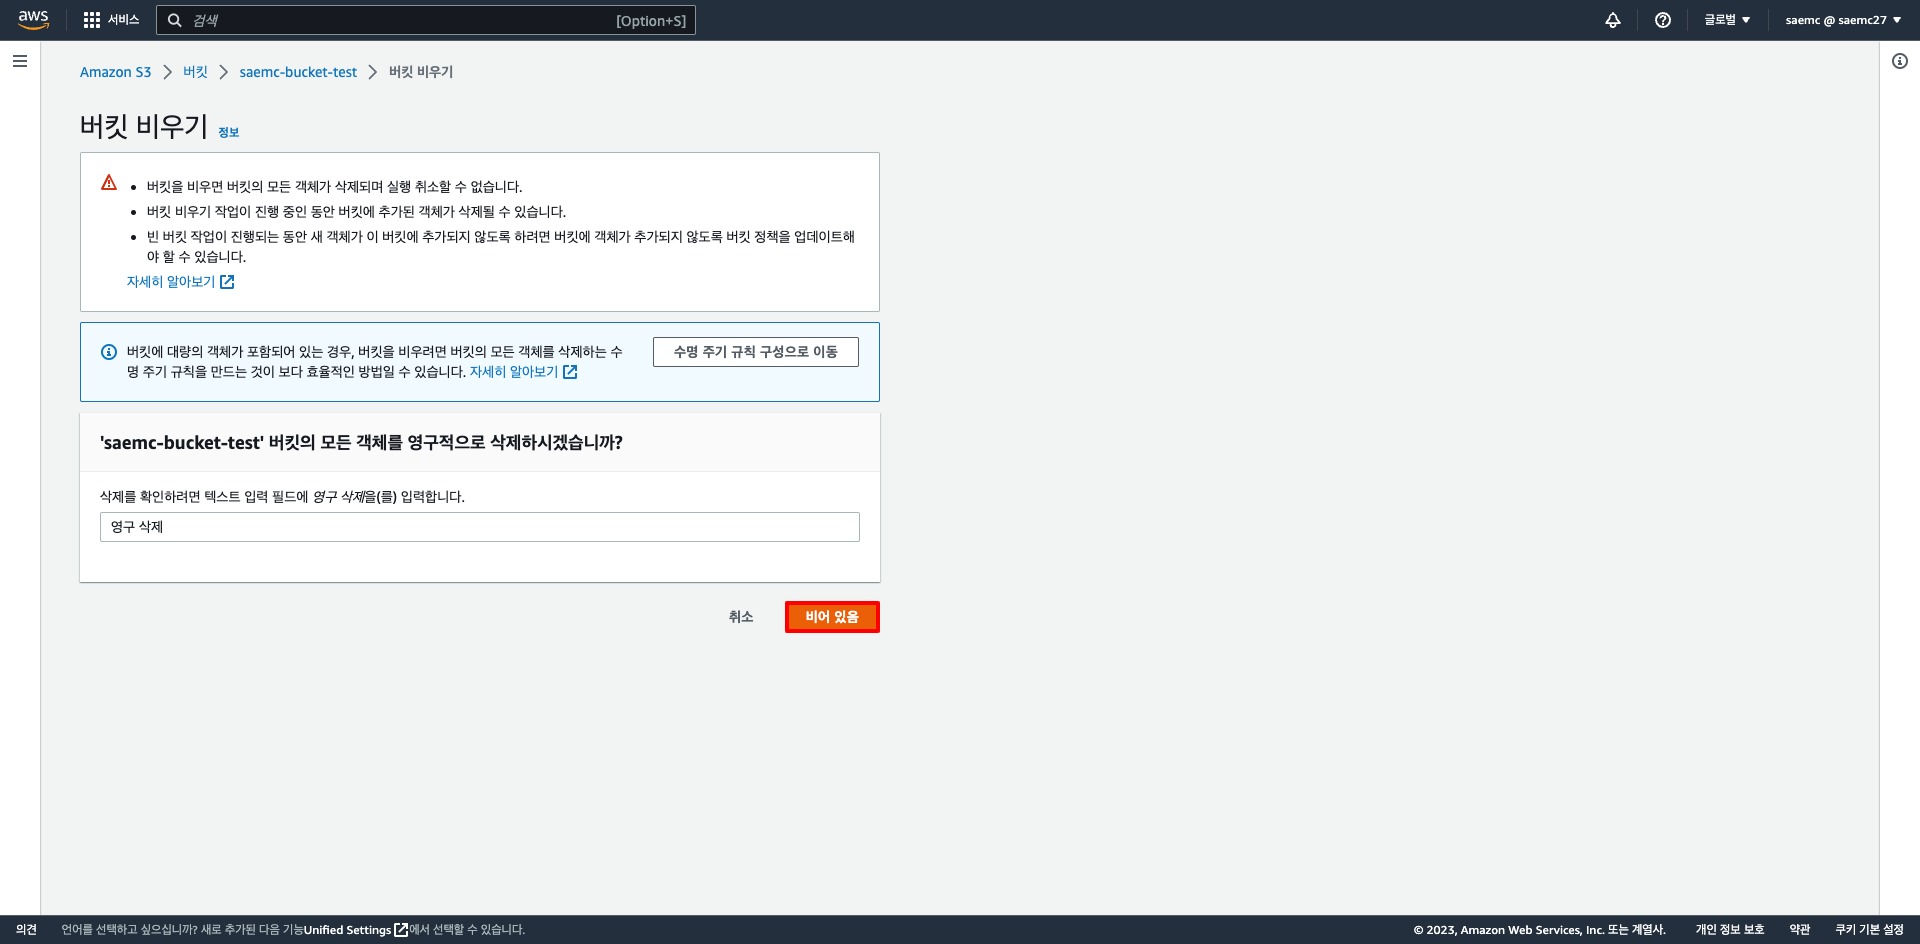 aws 서비스 검색 [Option+S] 글로벌 saemc @ saemc27
Amazon S3 버킷 saemc-bucket-test 버킷 비우기
버킷 비우기 정보
버킷을 비우면 버킷의 모든 객체가 삭제되며 실행 취소할 수 없습니다.
버킷 비우기 작업이 진행 중인 동안 버킷에 추가된 객체가 삭제될 수 있습니다.
빈 버킷 작업이 진행되는 동안 새 객체가 이 버킷에 추가되지 않도록 하려면 버킷에 객체가 추가되지 않도록 버킷 정책을 업데이트해
야 할 수 있습니다.
자세히 알아보기
버킷에 대량의 객체가 포함되어 있는 경우, 버킷을 비우려면 버킷의 모든 객체를 삭제하는 수
명 주기 규칙을 만드는 것이 보다 효율적인 방법일 수 있습니다. 자세히 알아보기
수명 주기 규칙 구성으로 이동
'saemc-bucket-test' 버킷의 모든 객체를 영구적으로 삭제하시겠습니까?
삭제를 확인하려면 텍스트 입력 필드에 영구 삭제을(를) 입력합니다.
영구 삭제
취소 비어 있음
의견 언어를 선택하고 싶으십니까? 새로 추가된 다음 기능Unified Settings에서 선택할 수 있습니다. © 2023, Amazon Web Services, Inc. 또는 계열사. 개인 정보 보호 약관 쿠키 기본 설정